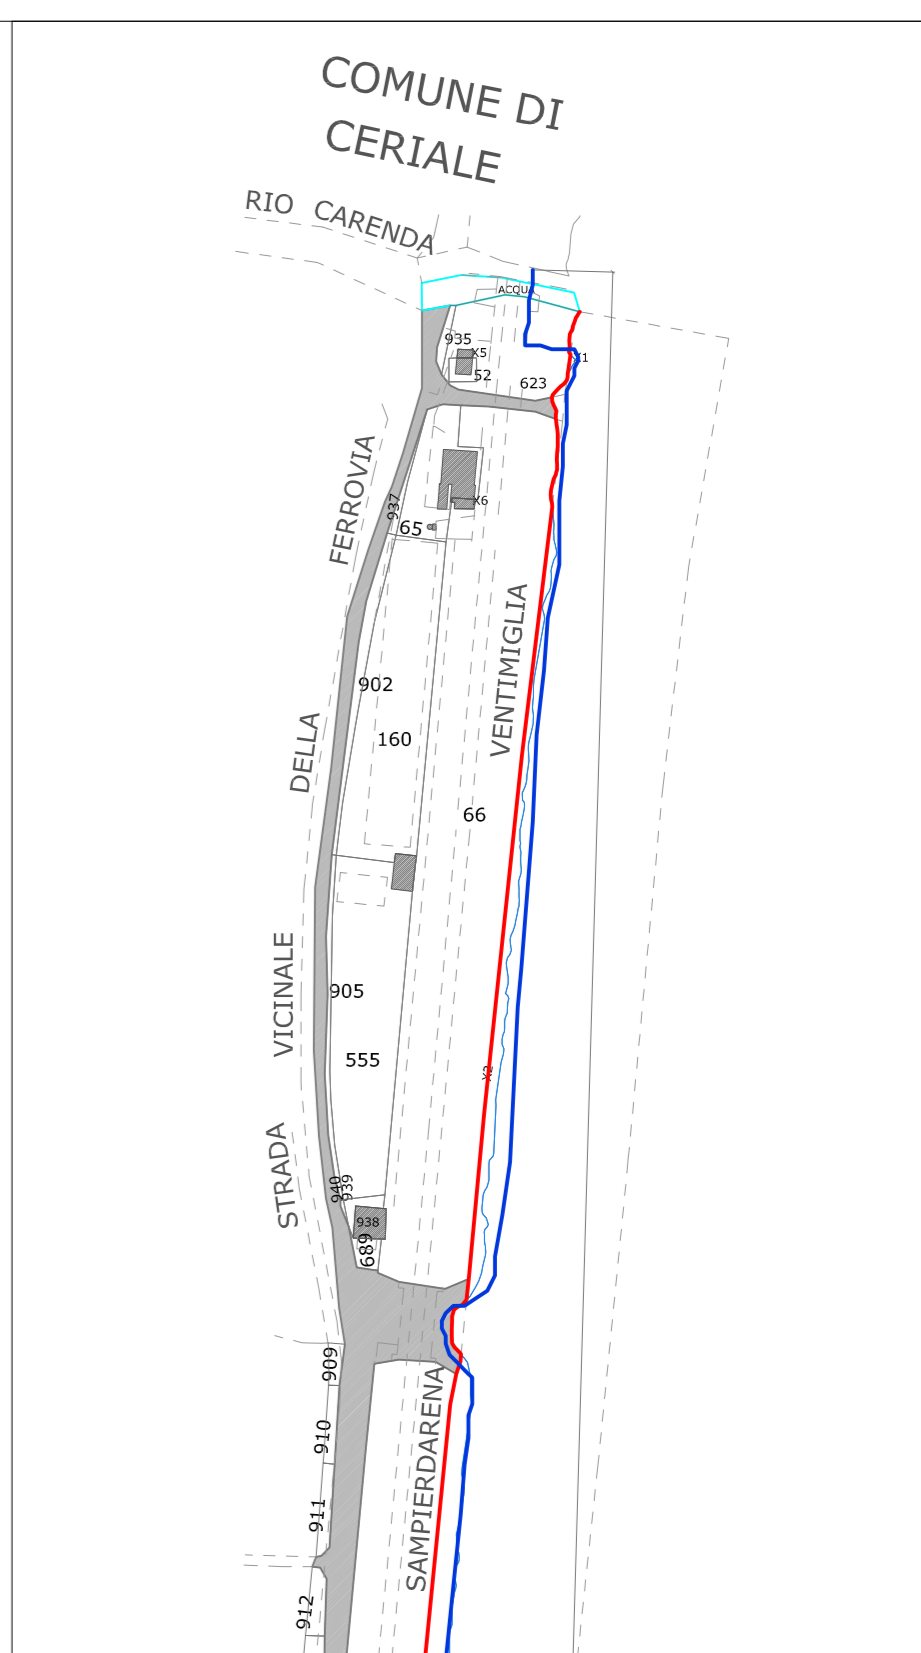 COMUNE DI
CERIALE
RIO CARENDA
ACQUA
935
X5
52
623
X1
FERROVIA
937
65
X6
VENTIMIGLIA
902
160
DELLA
66
VICINALE
905
555
X2
STRADA
940
939
938
689
909
SAMPIERDARENA
910
911
912